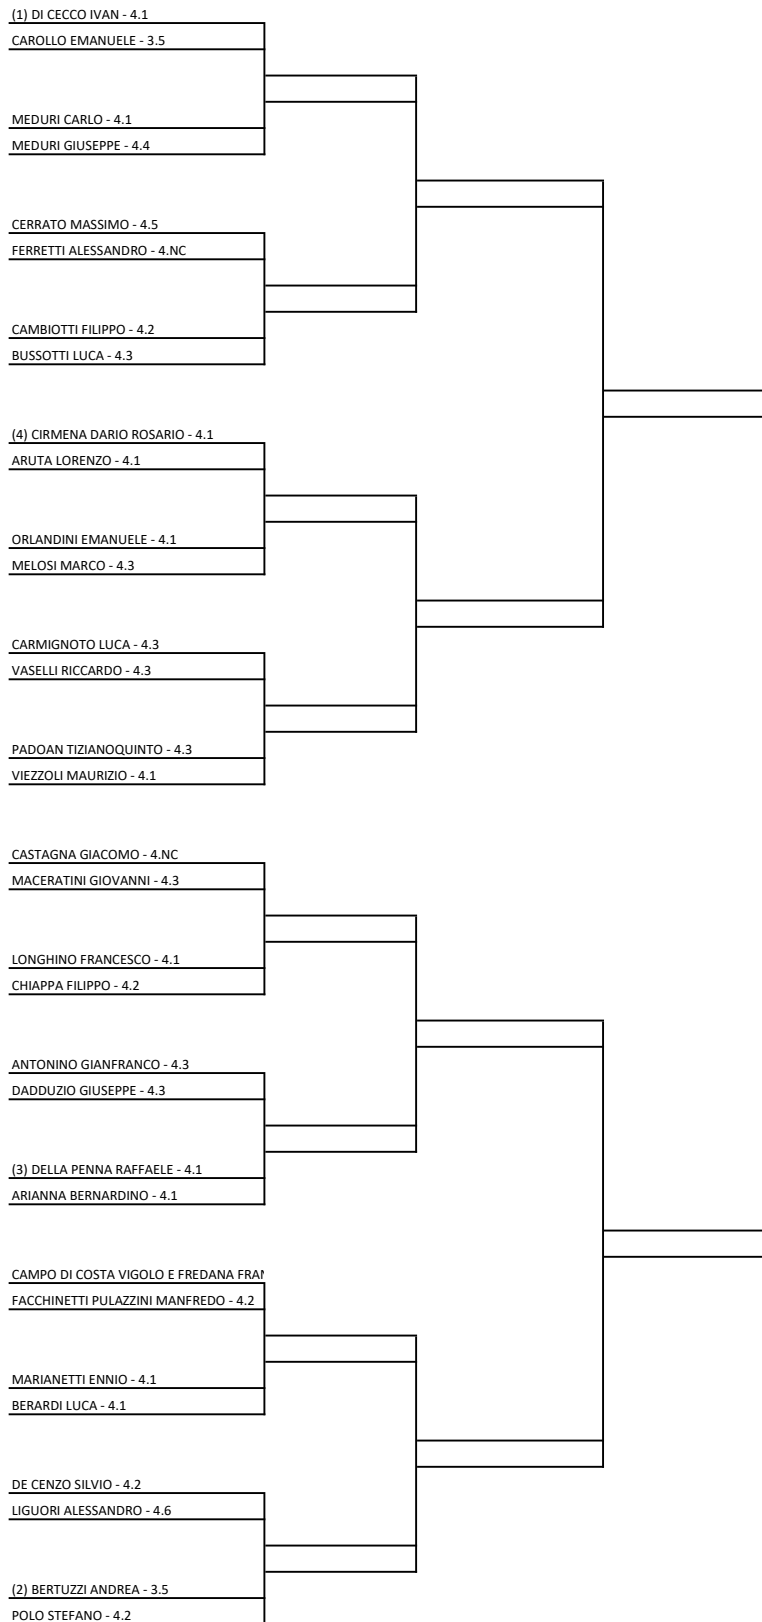 (1) DI CECCO IVAN - 4.1
CAROLLO EMANUELE - 3.5
MEDURI CARLO - 4.1
MEDURI GIUSEPPE - 4.4
CERRATO MASSIMO - 4.5
FERRETTI ALESSANDRO - 4.NC
CAMBIOTTI FILIPPO - 4.2
BUSSOTTI LUCA - 4.3
(4) CIRMENA DARIO ROSARIO - 4.1
ARUTA LORENZO - 4.1
ORLANDINI EMANUELE - 4.1
MELOSI MARCO - 4.3
CARMIGNOTO LUCA - 4.3
VASELLI RICCARDO - 4.3
PADOAN TIZIANOQUINTO - 4.3
VIEZZOLI MAURIZIO - 4.1
CASTAGNA GIACOMO - 4.NC
MACERATINI GIOVANNI - 4.3
LONGHINO FRANCESCO - 4.1
CHIAPPA FILIPPO - 4.2
ANTONINO GIANFRANCO - 4.3
DADDUZIO GIUSEPPE - 4.3
(3) DELLA PENNA RAFFAELE - 4.1
ARIANNA BERNARDINO - 4.1
CAMPO DI COSTA VIGOLO E FREDANA
FACCHINETTI PULAZZINI MANFREDO - 4.2
MARIANETTI ENNIO - 4.1
BERARDI LUCA - 4.1
DE CENZO SILVIO - 4.2
LIGUORI ALESSANDRO - 4.6
(2) BERTUZZI ANDREA - 3.5
POLO STEFANO - 4.2